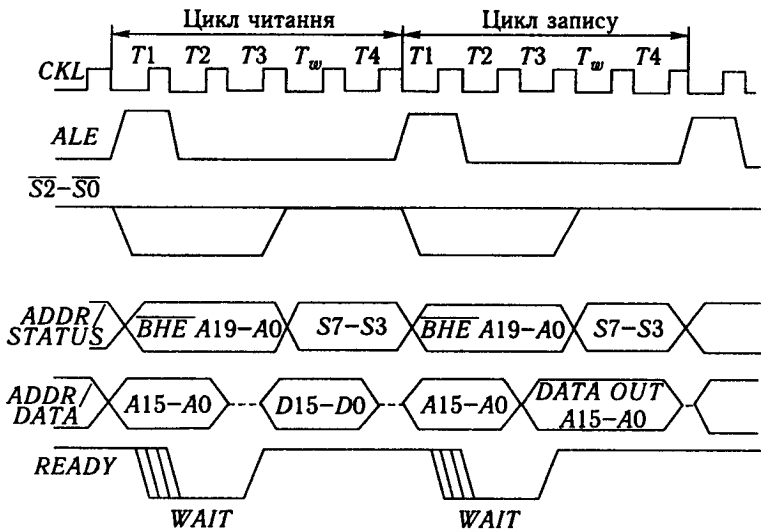 Цикл читання Цикл запису
CKL T1 T2 T3 Tw T4 T1 T2 T3 Tw T4
ALE
S2–S0
ADDR/
STATUS
BHE A19–A0 S7–S3 BHE A19–A0 S7–S3
ADDR/
DATA
A15–A0 D15–D0 A15–A0 DATA OUT
A15–A0
READY
WAIT WAIT